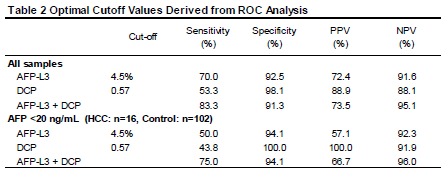 Table 2 Optimal Cutoff Values Derived from ROC Analysis
Cut-off Sensitivity (%) Specificity (%) PPV (%) NPV (%)
All samples
AFP-L3 4.5% 70.0 92.5 72.4 91.6
DCP 0.57 53.3 98.1 88.9 88.1
AFP-L3 + DCP 83.3 91.3 73.5 95.1
AFP <20 ng/mL (HCC: n=16, Control: n=102)
AFP-L3 4.5% 50.0 94.1 57.1 92.3
DCP 0.57 43.8 100.0 100.0 91.9
AFP-L3 + DCP 75.0 94.1 66.7 96.0